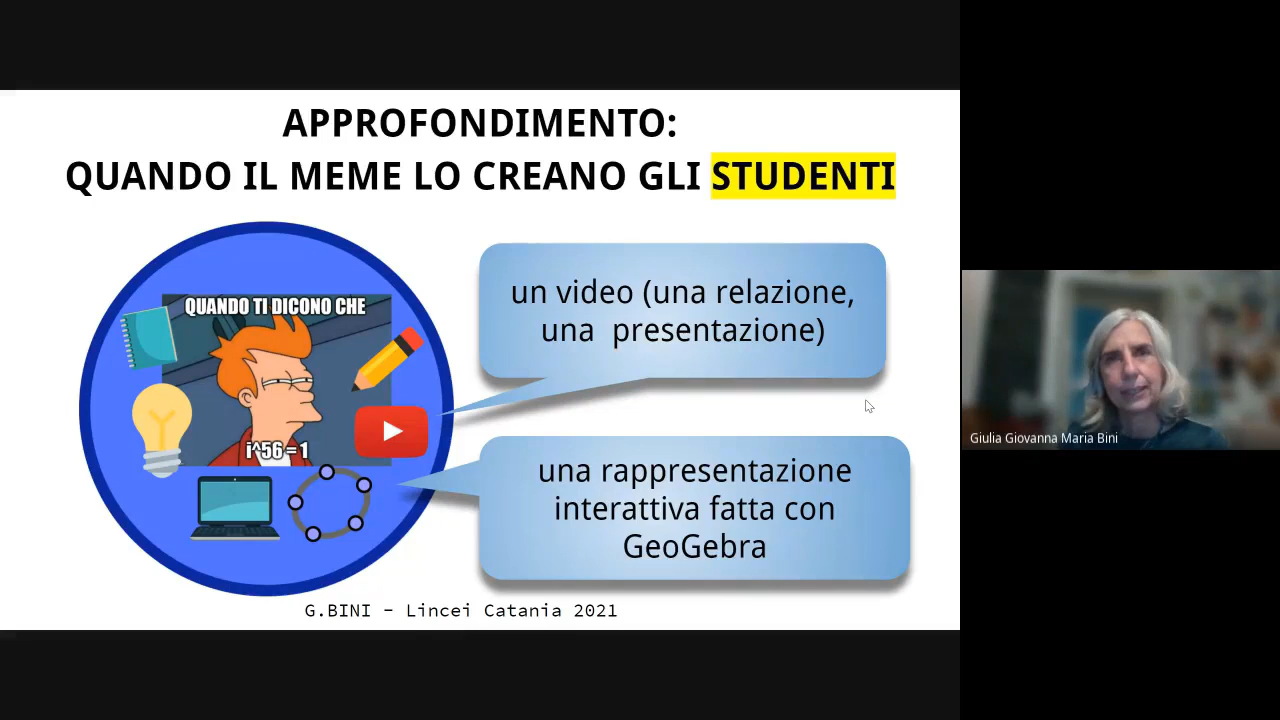 APPROFONDIMENTO:
QUANDO IL MEME LO CREANO GLI STUDENTI
QUANDO TI DICONO CHE
i^56 = 1
un video (una relazione,
una presentazione)
una rappresentazione
interattiva fatta con
GeoGebra
G.BINI - Lincei Catania 2021
Giulia Giovanna Maria Bini